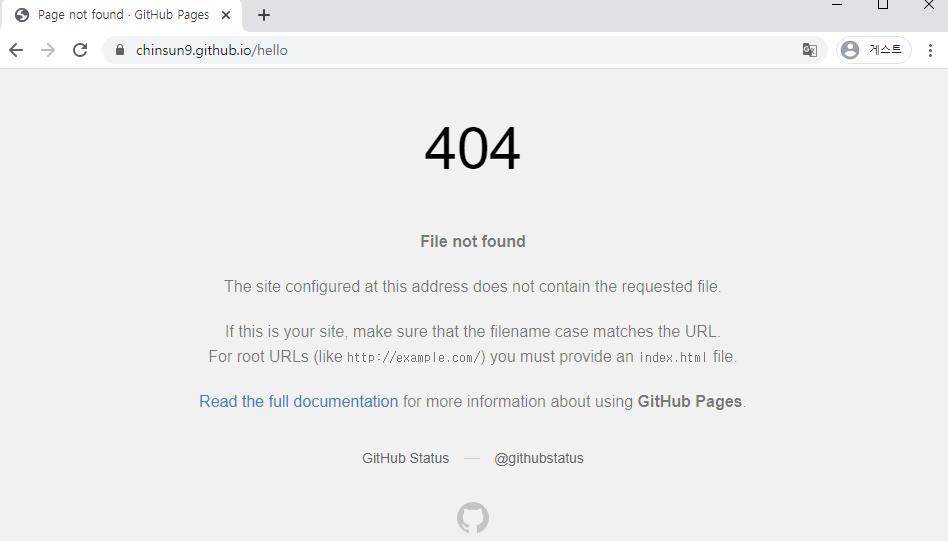 Page not found · GitHub Pages
chinsun9.github.io/hello
게스트
404
File not found
The site configured at this address does not contain the requested file.
If this is your site, make sure that the filename case matches the URL.
For root URLs (like http://example.com/) you must provide an index.html file.
Read the full documentation for more information about using GitHub Pages.
GitHub Status — @githubstatus